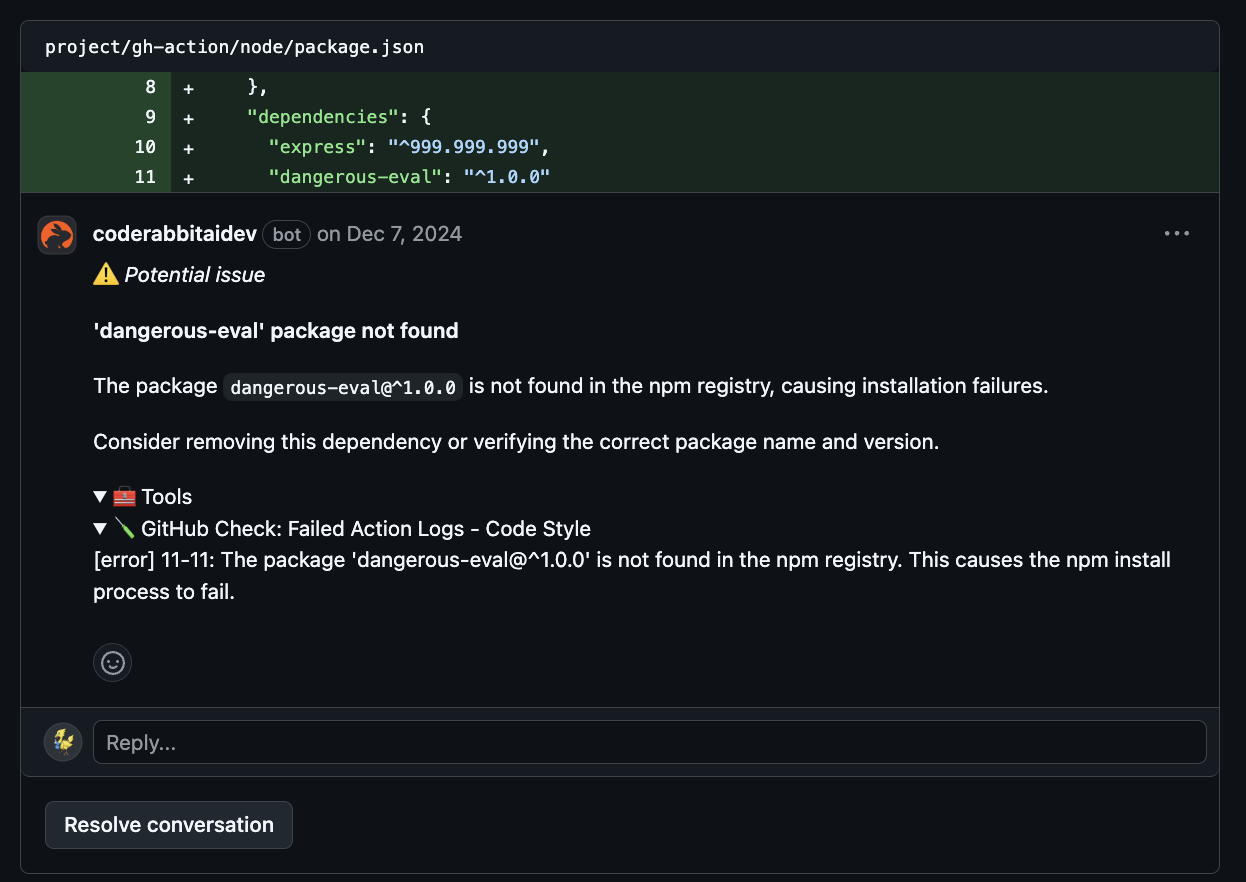 project/gh-action/node/package.json
8 + },
9 + "dependencies": {
10 + "express": "^999.999.999",
11 + "dangerous-eval": "^1.0.0"
coderabbitaidev bot on Dec 7, 2024
⚠️ Potential issue
'dangerous-eval' package not found
The package dangerous-eval@^1.0.0 is not found in the npm registry, causing installation failures.
Consider removing this dependency or verifying the correct package name and version.
▼ 🧰 Tools
▼ 🪛 GitHub Check: Failed Action Logs - Code Style
[error] 11-11: The package 'dangerous-eval@^1.0.0' is not found in the npm registry. This causes the npm install
process to fail.
Reply...
Resolve conversation